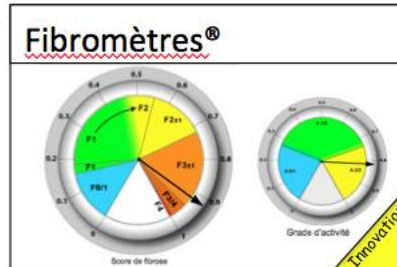 Fibromètres®
0.5
0.4
0.6
0.3
0.7
0.2
0.8
0.1
0.9
0
1
F2
F1
F2±1
F1
F3±1
F0/1
F3/4
F4
Score de fibrose
Grade d'activité
Innovation